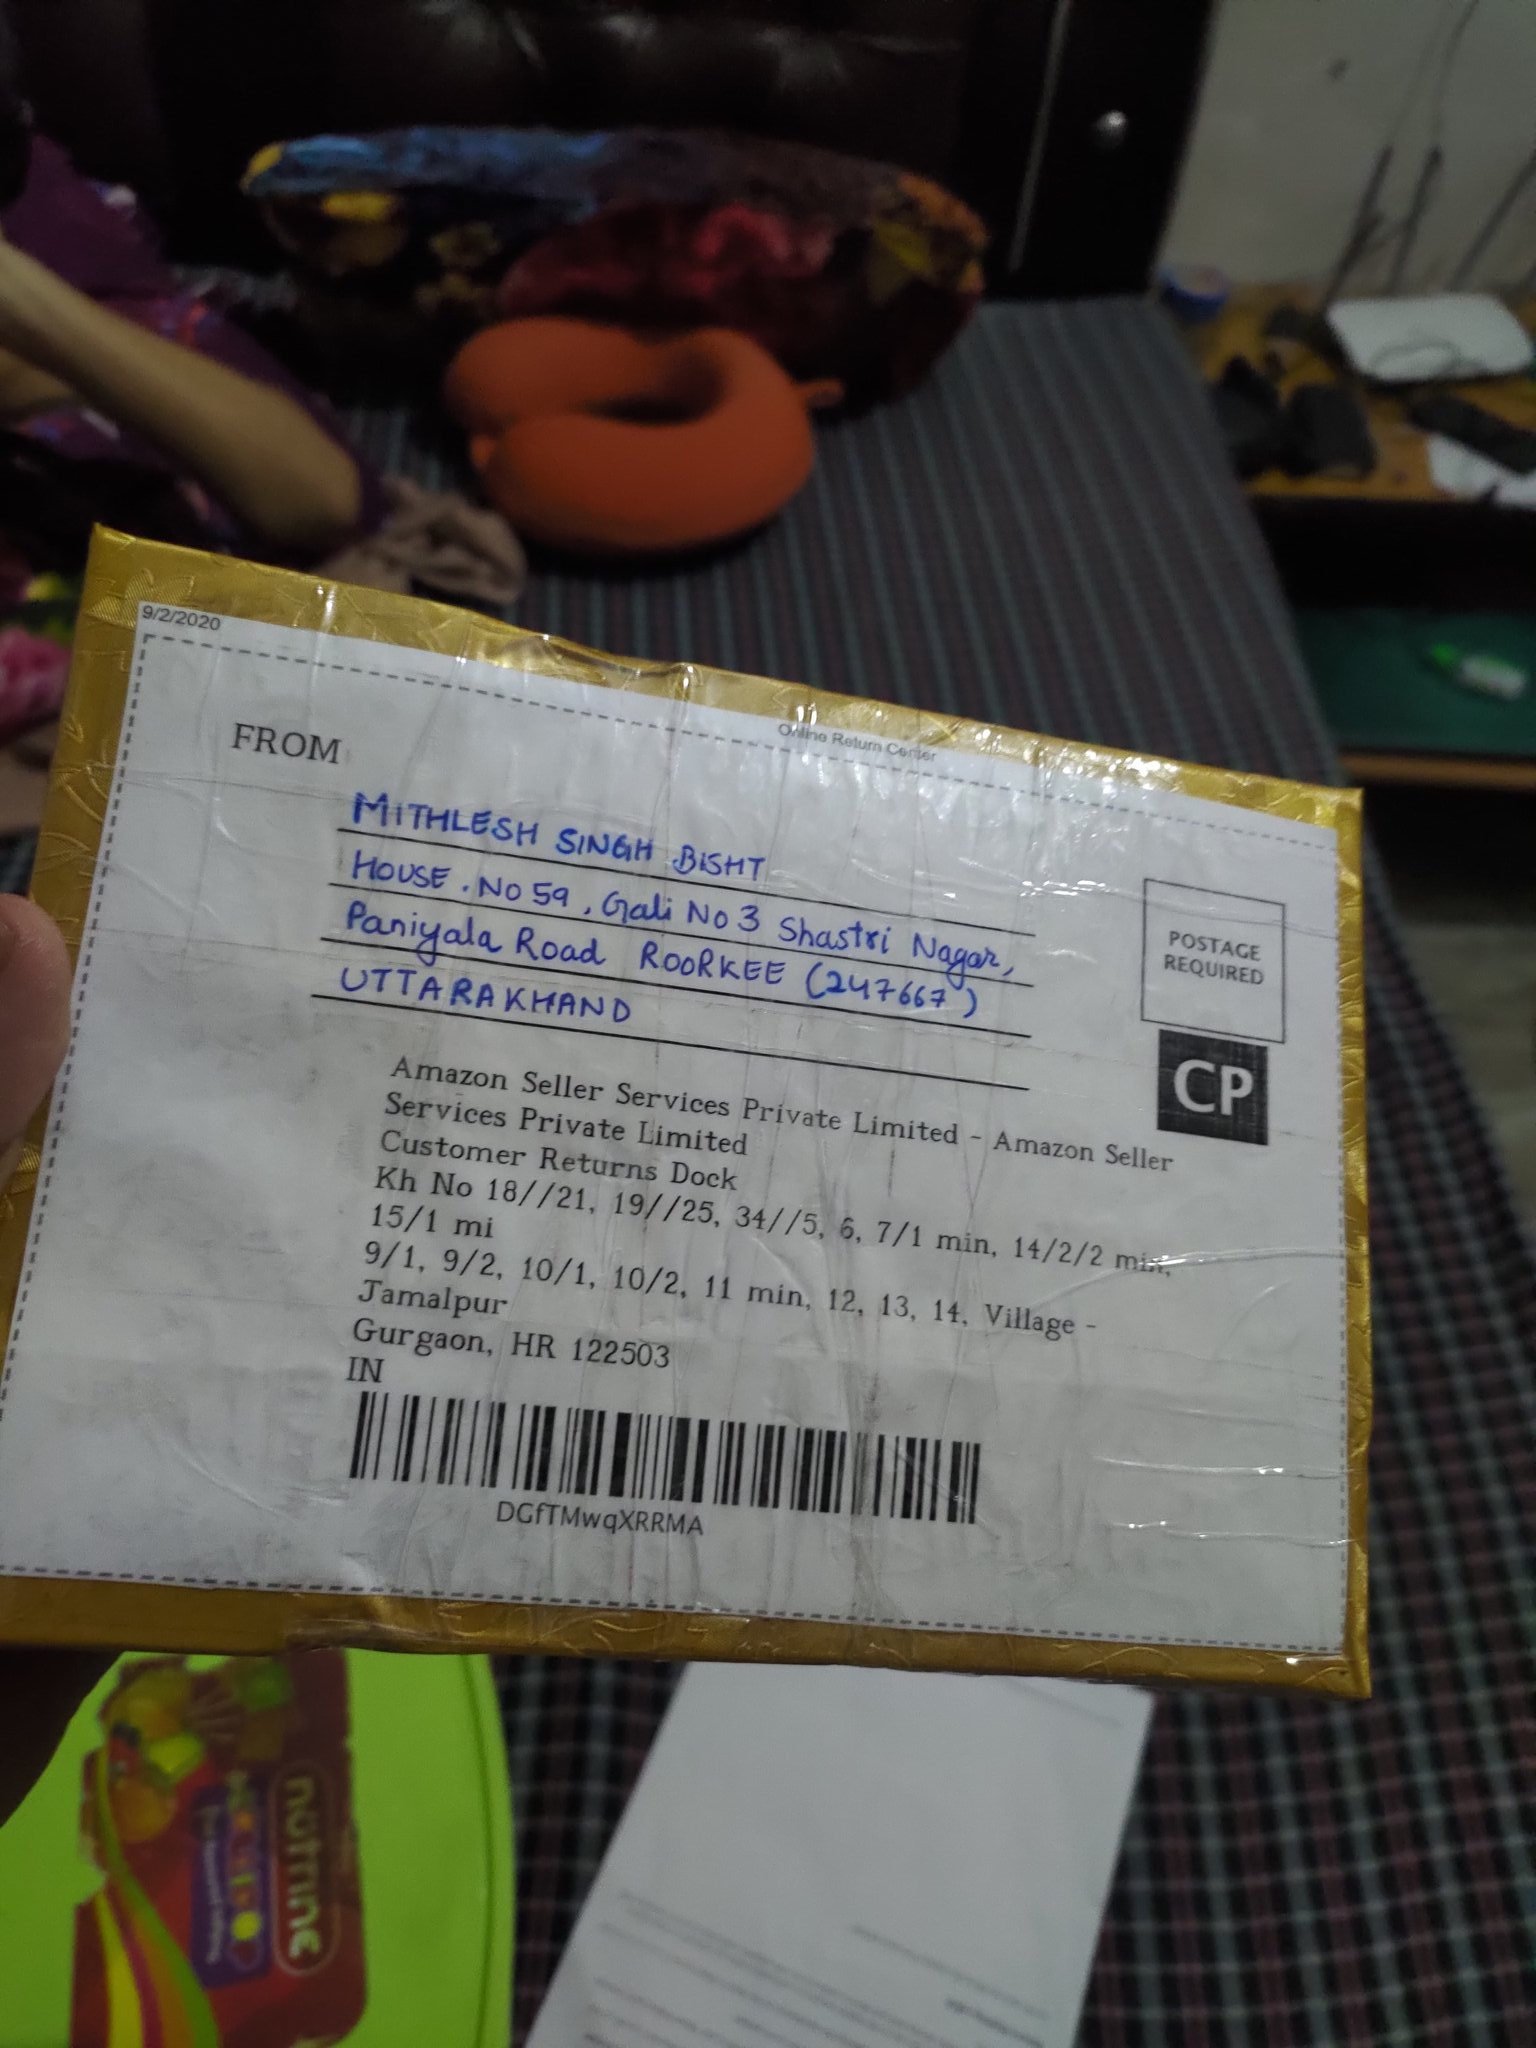 9/2/2020
Online Return Center
FROM
MITHLESH SINGH BISHT
HOUSE . NO 59 , Gali No 3 Shastri Nagar,
Paniyala Road ROORKEE (247667)
UTTARAKHAND
POSTAGE
REQUIRED
CP
Amazon Seller Services Private Limited - Amazon Seller
Services Private Limited
Customer Returns Dock
Kh No 18//21, 19//25, 34//5, 6, 7/1 min, 14/2/2 min,
15/1 mi
9/1, 9/2, 10/1, 10/2, 11 min, 12, 13, 14, Village -
Jamalpur
Gurgaon, HR 122503
IN
DGfTMwqXRRMA
nutrine